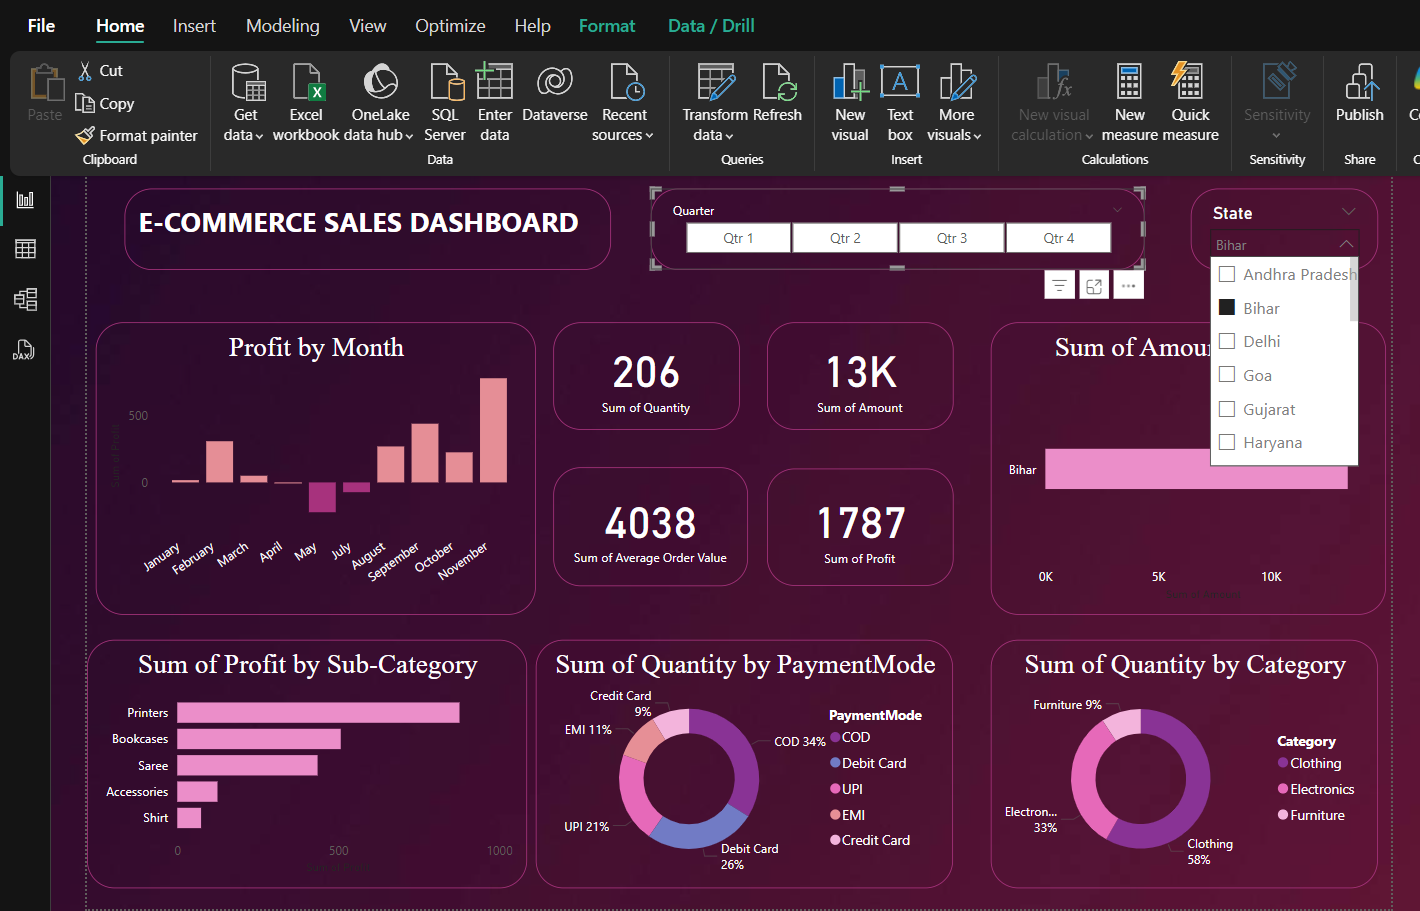 File Home Insert Modeling View Optimize Help Format Data / Drill
Paste
Cut
Copy
Format painter
Clipboard
Get data
Excel workbook
OneLake data hub
SQL Server
Enter data
Dataverse
Recent sources
Data
Transform data
Refresh
Queries
New visual
Text box
More visuals
Insert
New visual calculation
New measure
Quick measure
Calculations
Sensitivity
Sensitivity
Publish
Share
E-COMMERCE SALES DASHBOARD
Quarter
Qtr 1 Qtr 2 Qtr 3 Qtr 4
State
Bihar
Andhra Pradesh
Bihar
Delhi
Goa
Gujarat
Haryana
Profit by Month
Sum of Profit
500
0
January February March April May July August September October November
206
Sum of Quantity
13K
Sum of Amount
4038
Sum of Average Order Value
1787
Sum of Profit
Sum of
Bihar
0K 5K 10K
Sum of Profit by Sub-Category
Printers
Bookcases
Saree
Accessories
Shirt
0 500 1000
Sum of Quantity by PaymentMode
Credit Card
9%
EMI 11%
COD 34%
UPI 21%
Debit Card
26%
PaymentMode
COD
Debit Card
UPI
EMI
Credit Card
Sum of Quantity by Category
Furniture 9%
Electron...
33%
Clothing
58%
Category
Clothing
Electronics
Furniture
DAX